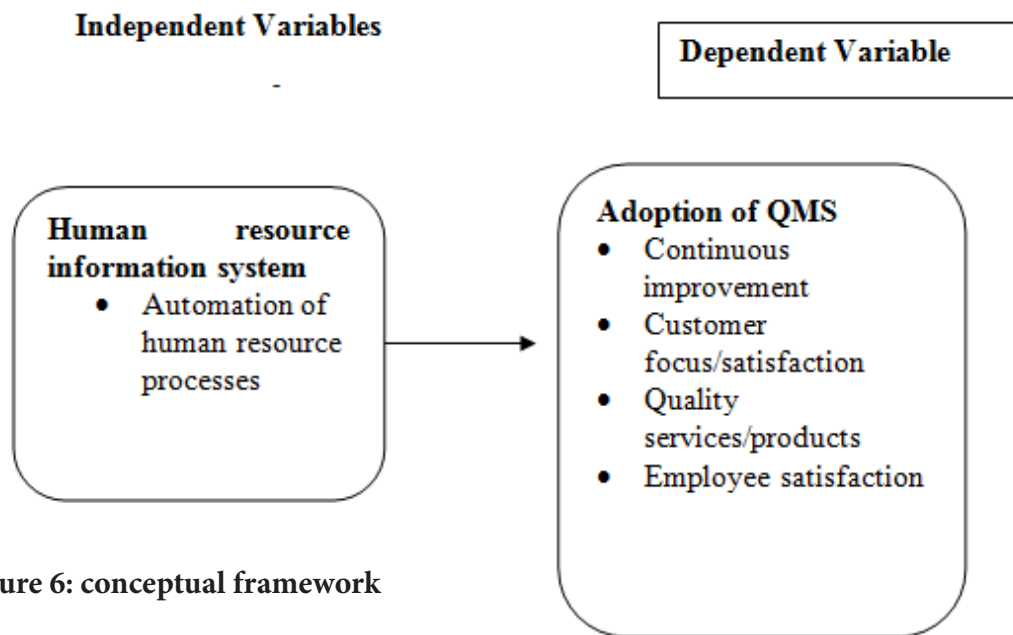 Independent Variables
-
Dependent Variable
Human resource
information system
• Automation of
human resource
processes
Adoption of QMS
• Continuous
improvement
• Customer
focus/satisfaction
• Quality
services/products
• Employee satisfaction
ure 6: conceptual framework